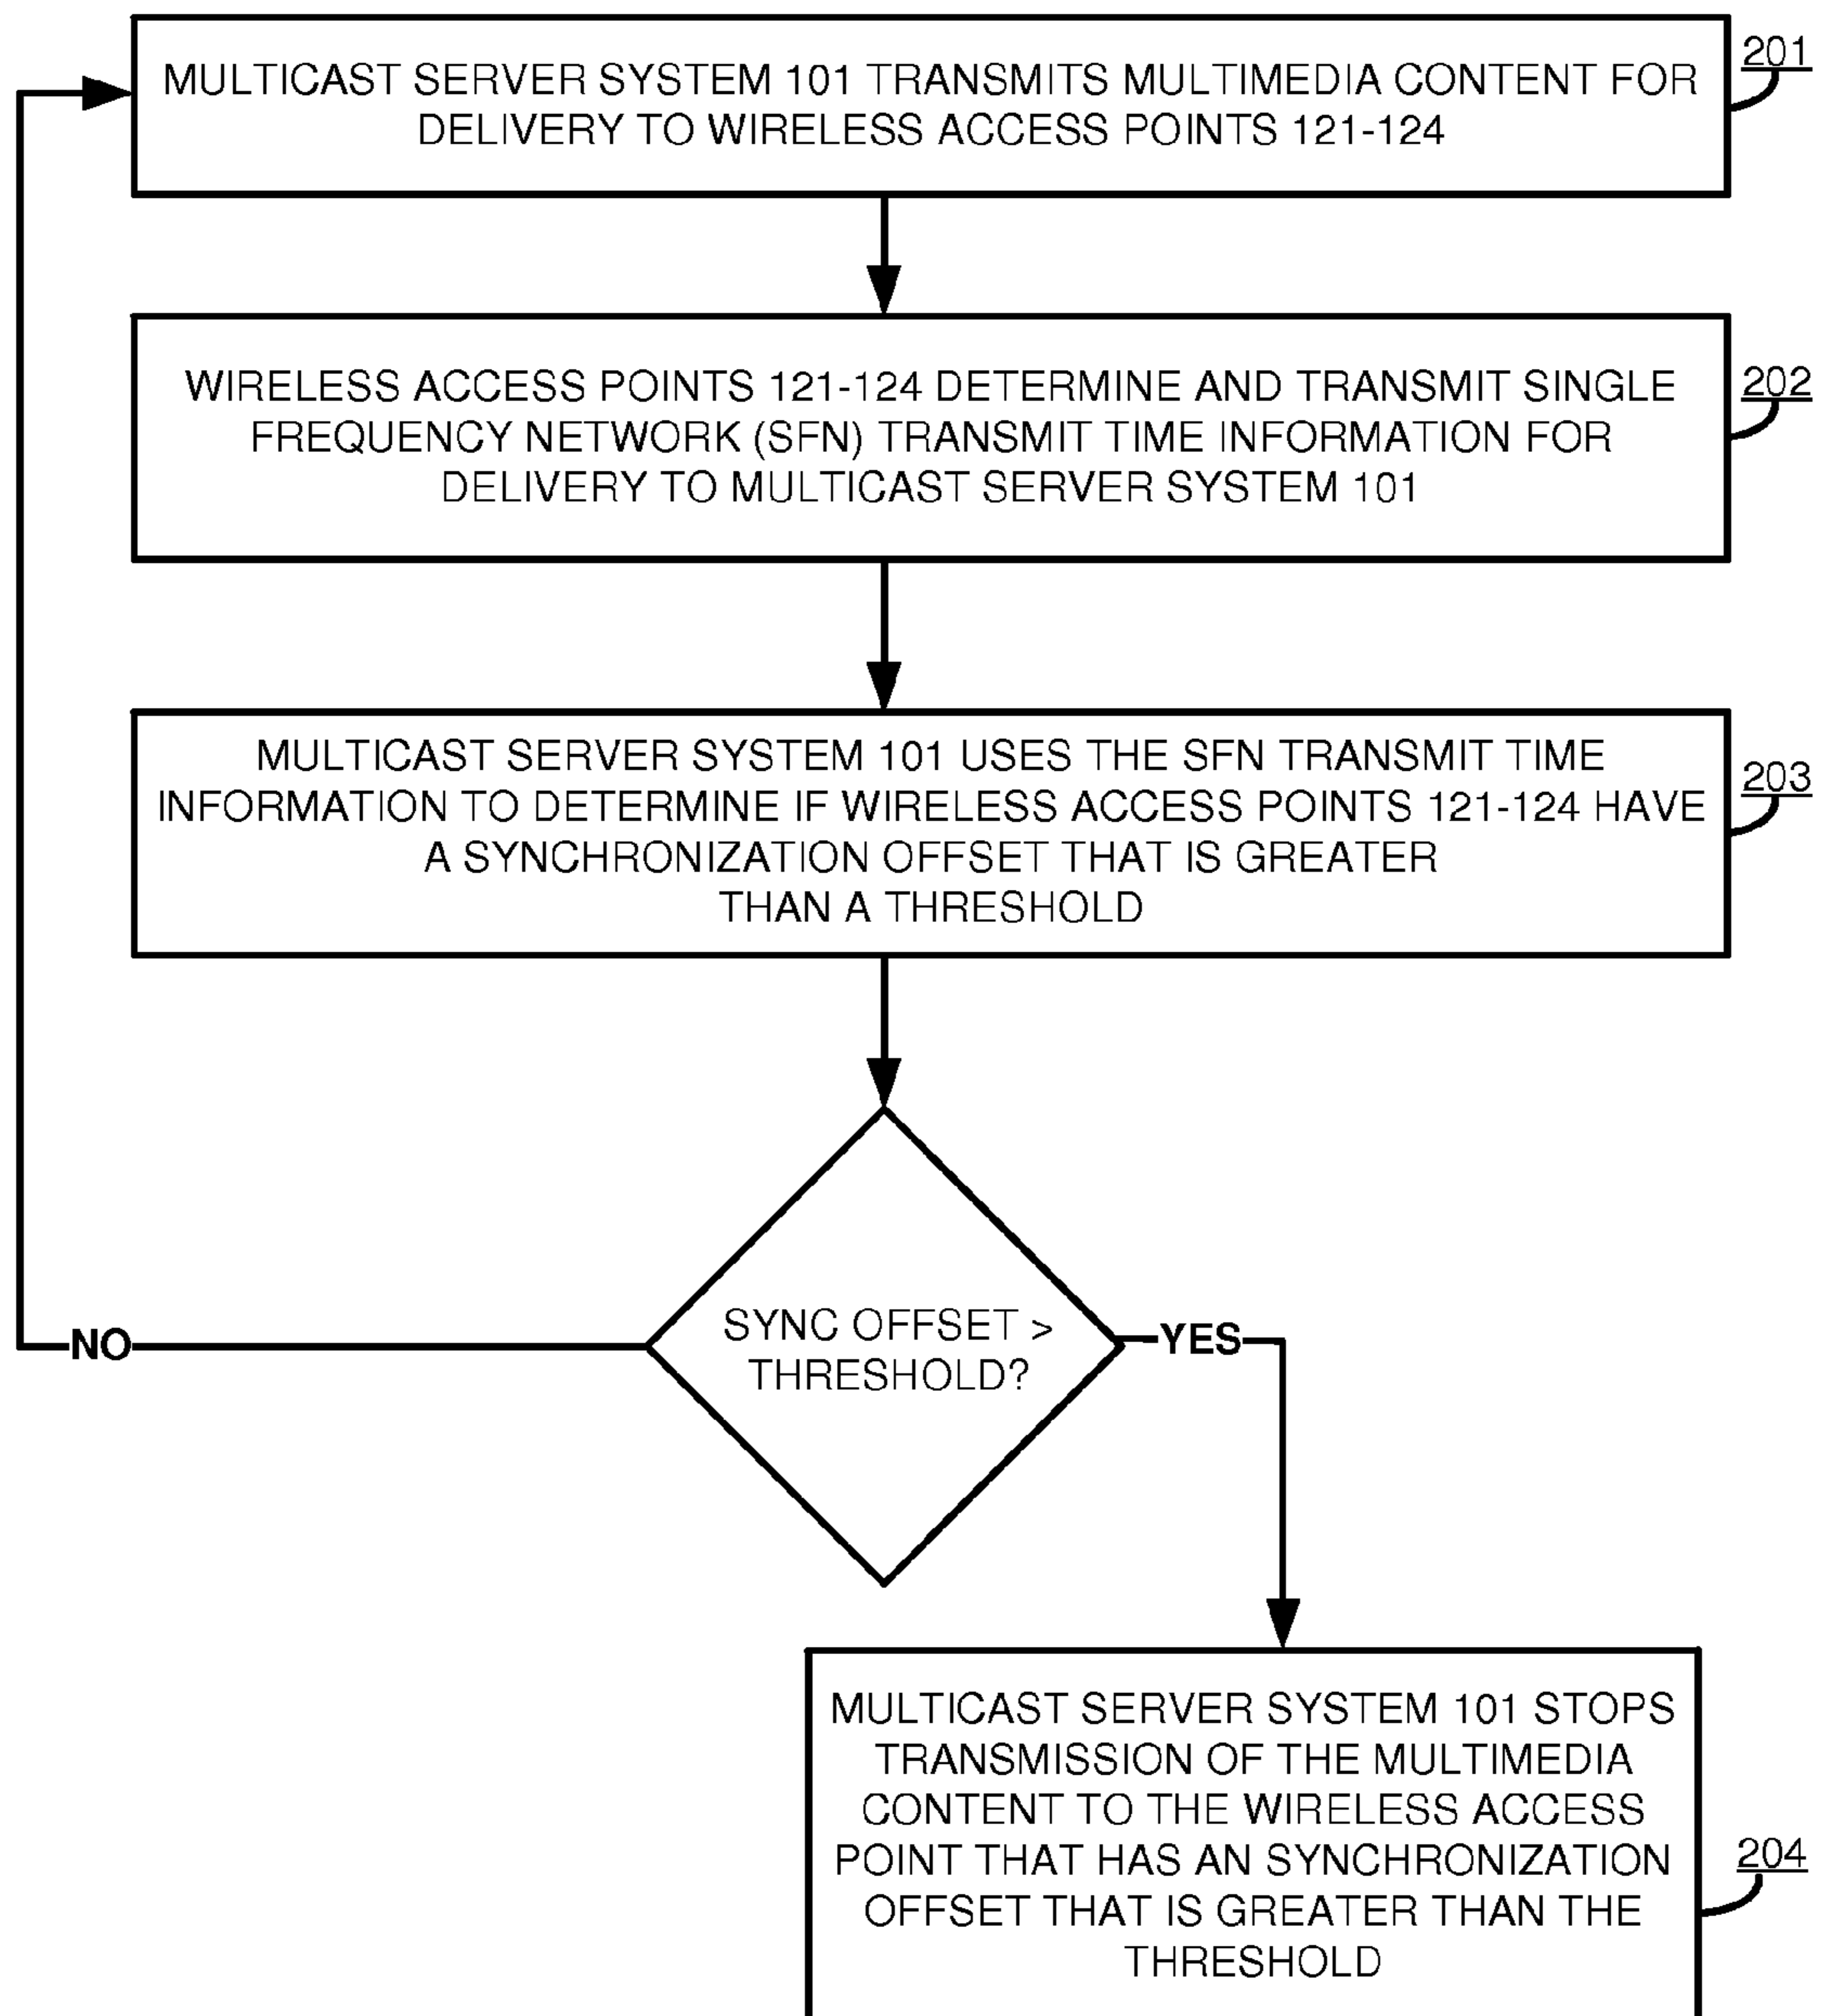 MULTICAST SERVER SYSTEM 101 TRANSMITS MULTIMEDIA CONTENT FOR
DELIVERY TO WIRELESS ACCESS POINTS 121-124
201
WIRELESS ACCESS POINTS 121-124 DETERMINE AND TRANSMIT SINGLE
FREQUENCY NETWORK (SFN) TRANSMIT TIME INFORMATION FOR
DELIVERY TO MULTICAST SERVER SYSTEM 101
202
MULTICAST SERVER SYSTEM 101 USES THE SFN TRANSMIT TIME
INFORMATION TO DETERMINE IF WIRELESS ACCESS POINTS 121-124 HAVE
A SYNCHRONIZATION OFFSET THAT IS GREATER
THAN A THRESHOLD
203
SYNC OFFSET >
THRESHOLD?
NO
YES
MULTICAST SERVER SYSTEM 101 STOPS
TRANSMISSION OF THE MULTIMEDIA
CONTENT TO THE WIRELESS ACCESS
POINT THAT HAS AN SYNCHRONIZATION
OFFSET THAT IS GREATER THAN THE
THRESHOLD
204